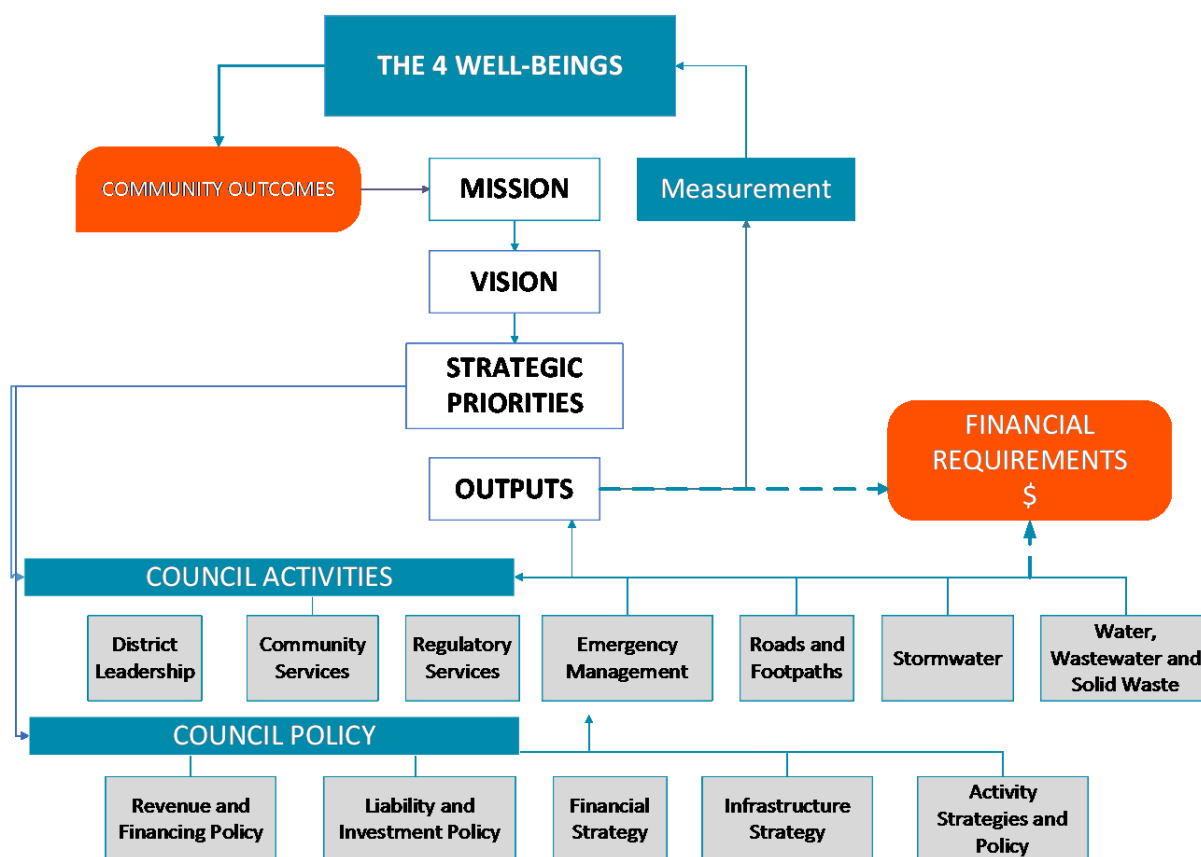 THE 4 WELL-BEINGS
COMMUNITY OUTCOMES
MISSION
Measurement
VISION
STRATEGIC
PRIORITIES
FINANCIAL
REQUIREMENTS
$
OUTPUTS
COUNCIL ACTIVITIES
District
Leadership
Community
Services
Regulatory
Services
Emergency
Management
Roads and
Footpaths
Stormwater
Water,
Wastewater and
Solid Waste
COUNCIL POLICY
Revenue and
Financing Policy
Liability and
Investment Policy
Financial
Strategy
Infrastructure
Strategy
Activity
Strategies and
Policy